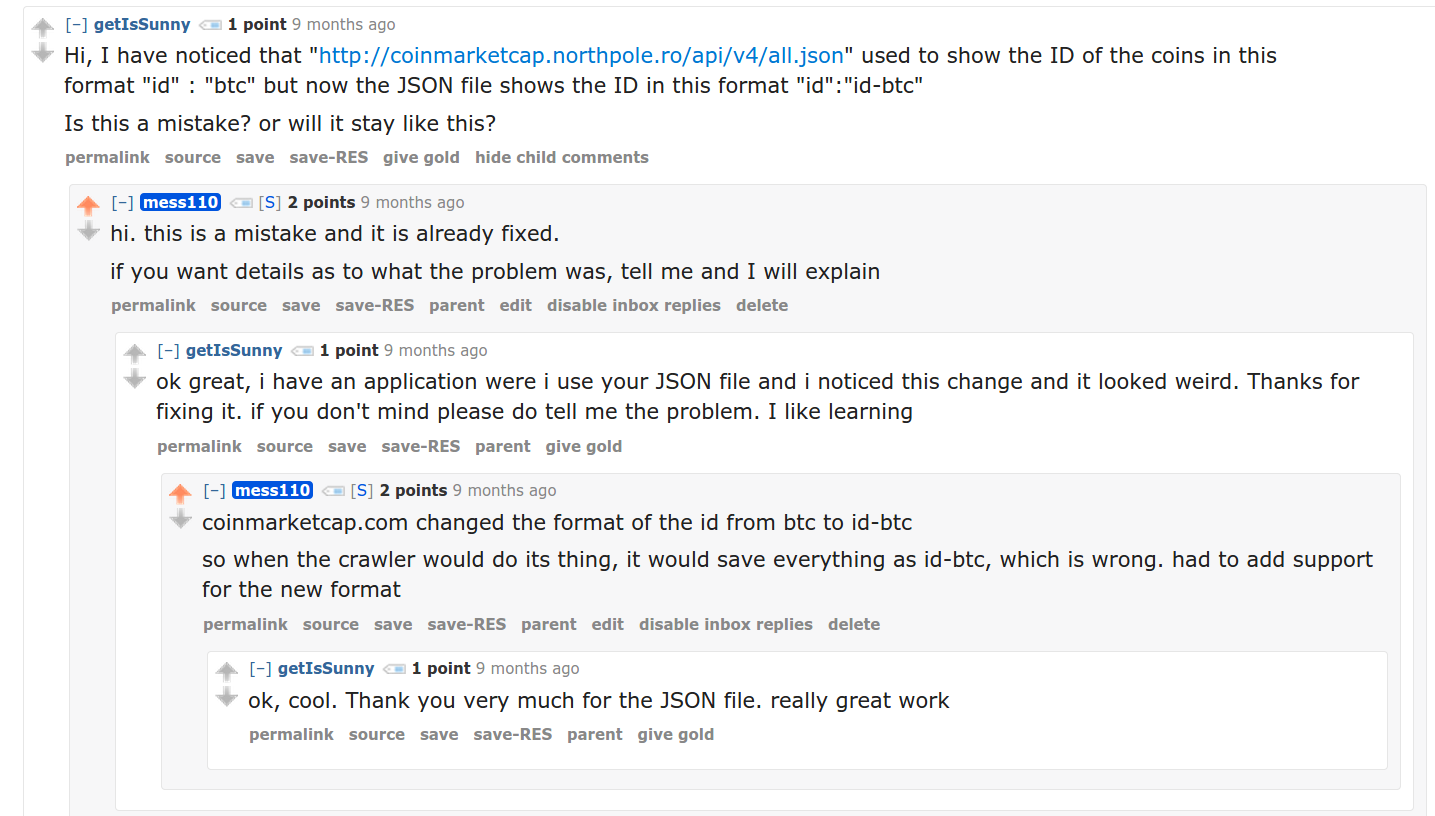 [–] getIsSunny 1 point 9 months ago
Hi, I have noticed that "http://coinmarketcap.northpole.ro/api/v4/all.json" used to show the ID of the coins in this
format "id" : "btc" but now the JSON file shows the ID in this format "id":"id-btc"
Is this a mistake? or will it stay like this?
permalink source save save-RES give gold hide child comments
[–] mess110 [S] 2 points 9 months ago
hi. this is a mistake and it is already fixed.
if you want details as to what the problem was, tell me and I will explain
permalink source save save-RES parent edit disable inbox replies delete
[–] getIsSunny 1 point 9 months ago
ok great, i have an application were i use your JSON file and i noticed this change and it looked weird. Thanks for
fixing it. if you don't mind please do tell me the problem. I like learning
permalink source save save-RES parent give gold
[–] mess110 [S] 2 points 9 months ago
coinmarketcap.com changed the format of the id from btc to id-btc
so when the crawler would do its thing, it would save everything as id-btc, which is wrong. had to add support
for the new format
permalink source save save-RES parent edit disable inbox replies delete
[–] getIsSunny 1 point 9 months ago
ok, cool. Thank you very much for the JSON file. really great work
permalink source save save-RES parent give gold